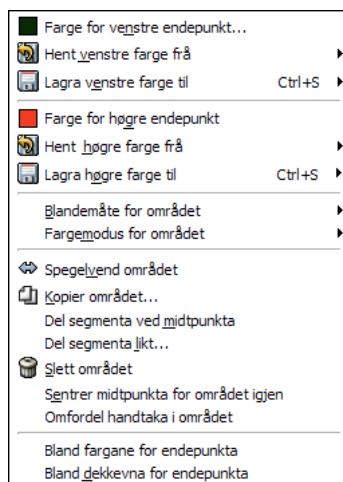 Farge for venstre endepunkt...
Hent venstre farge frå
Lagra venstre farge til Ctrl+S
Farge for høgre endepunkt
Hent høgre farge frå
Lagra høgre farge til Ctrl+S
Blandemåte for området
Fargemodus for området
Spegelvend området
Kopier området...
Del segmenta ved midtpunkta
Del segmenta likt...
Slett området
Sentrer midtpunkta for området igjen
Omfordel handtaka i området
Bland fargane for endepunkta
Bland dekkevna for endepunkta